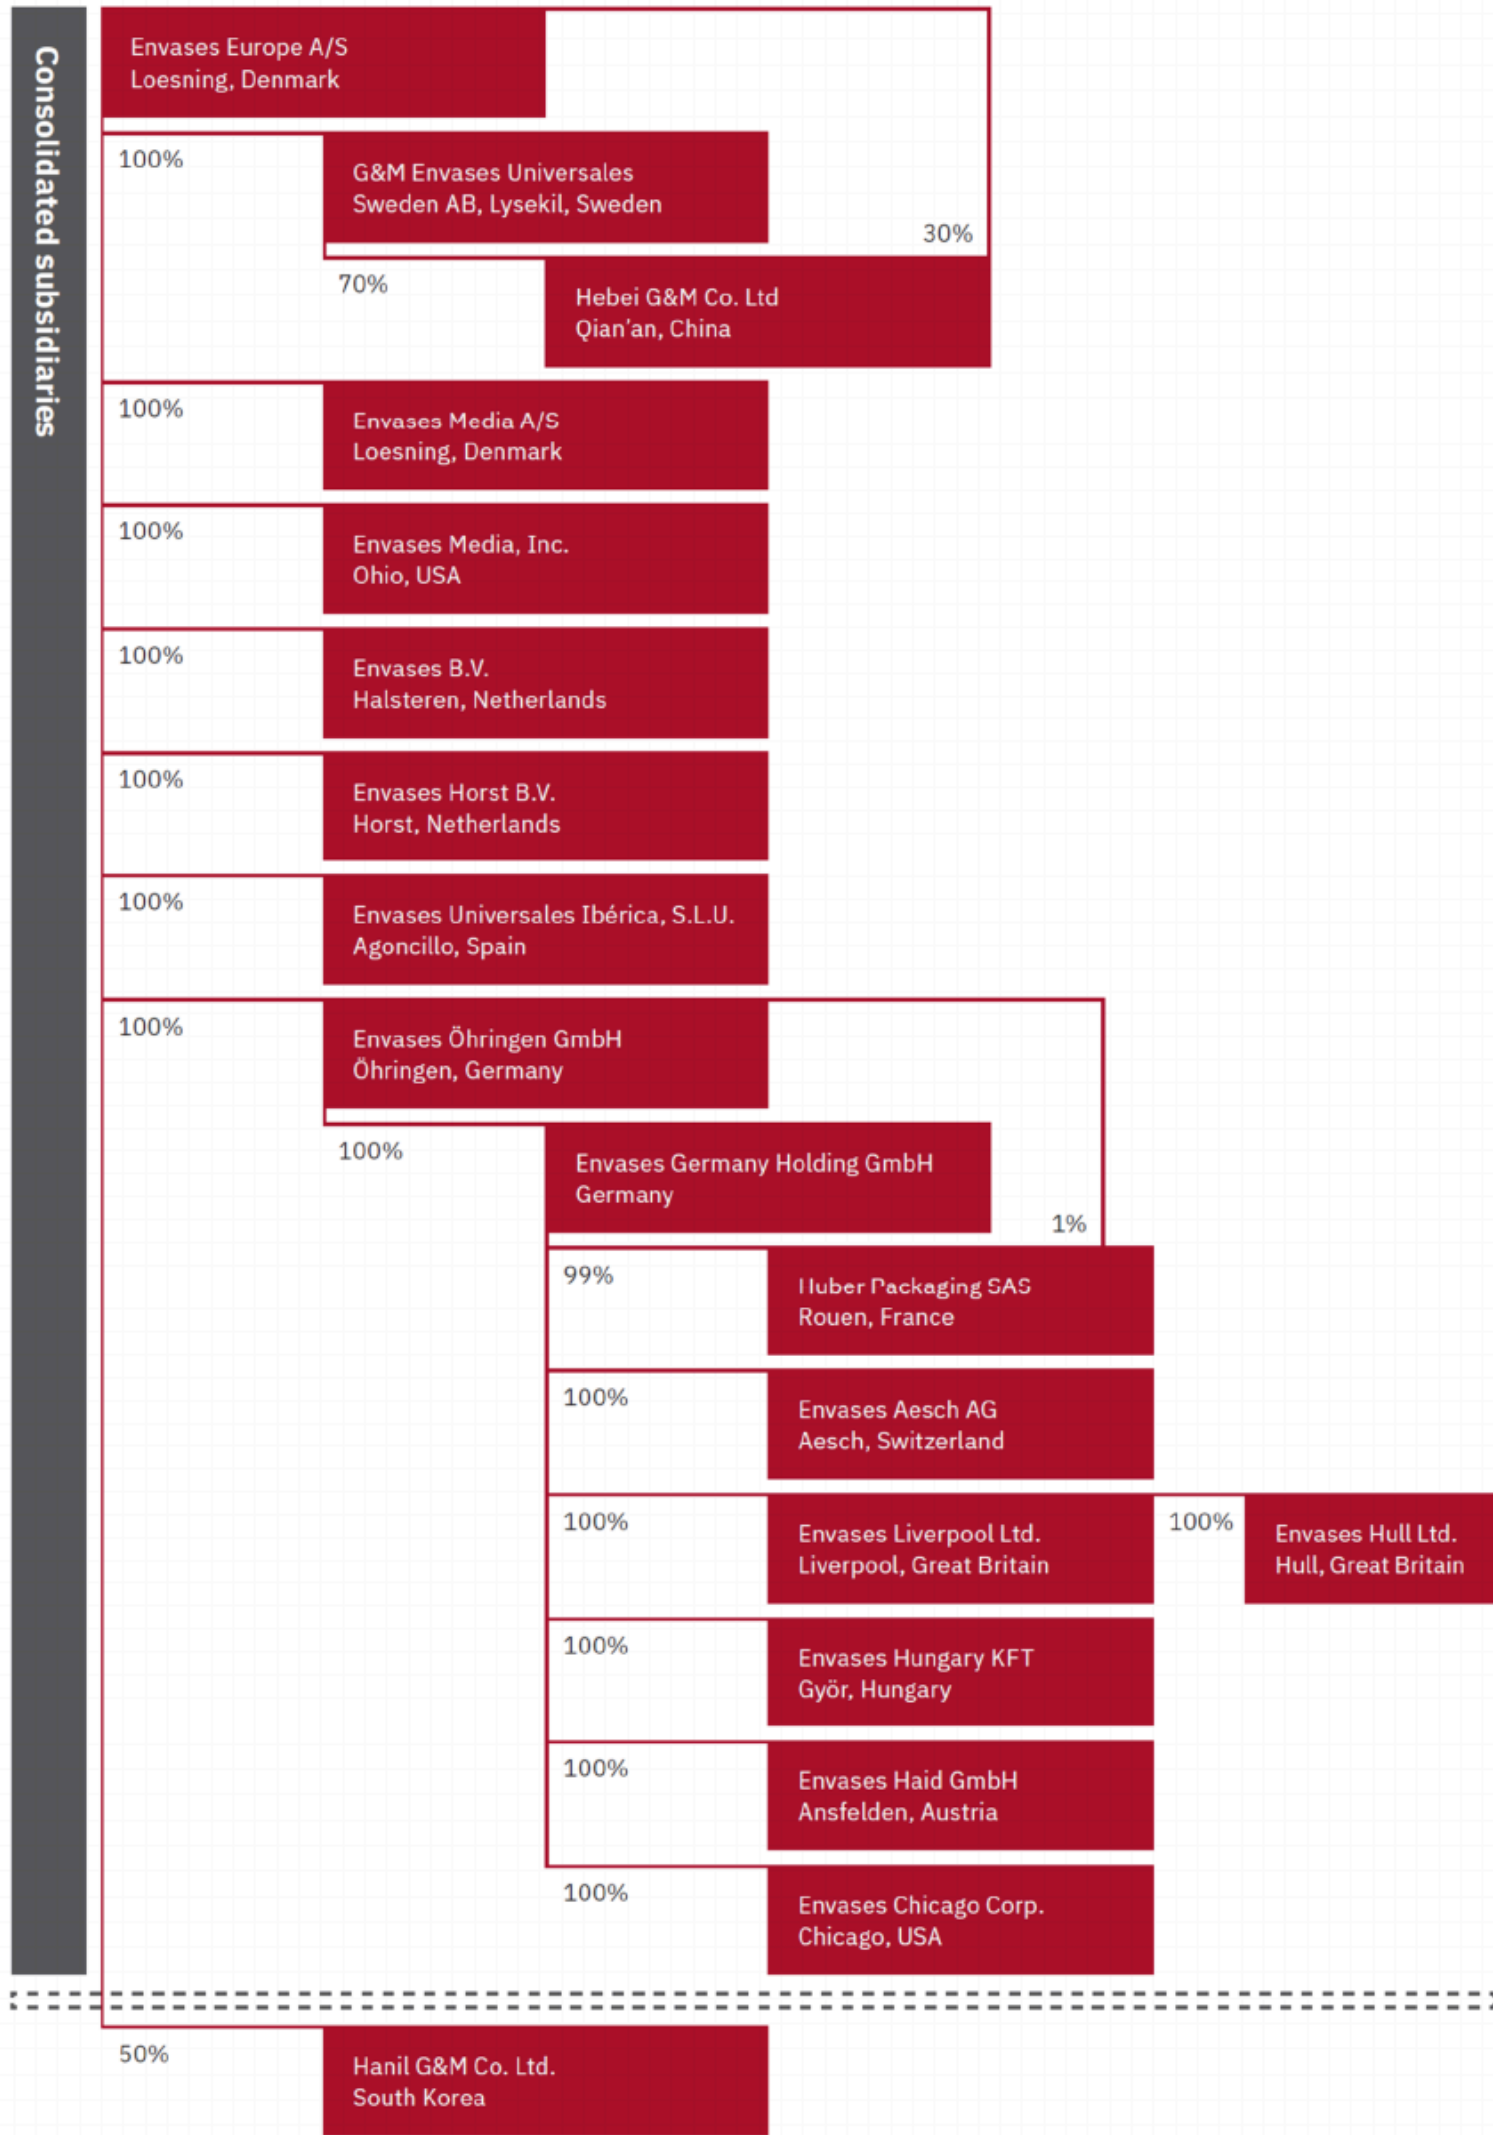 Consolidated subsidiaries
Envases Europe A/S
Loesning, Denmark
100%
G&M Envases Universales
Sweden AB, Lysekil, Sweden
30%
70%
Hebei G&M Co. Ltd
Qian'an, China
100%
Envases Media A/S
Loesning, Denmark
100%
Envases Media, Inc.
Ohio, USA
100%
Envases B.V.
Halsteren, Netherlands
100%
Envases Horst B.V.
Horst, Netherlands
100%
Envases Universales Ibérica, S.L.U.
Agoncillo, Spain
100%
Envases Öhringen GmbH
Öhringen, Germany
100%
Envases Germany Holding GmbH
Germany
1%
99%
Huber Packaging SAS
Rouen, France
100%
Envases Aesch AG
Aesch, Switzerland
100%
Envases Liverpool Ltd.
Liverpool, Great Britain
100%
Envases Hull Ltd.
Hull, Great Britain
100%
Envases Hungary KFT
Györ, Hungary
100%
Envases Haid GmbH
Ansfelden, Austria
100%
Envases Chicago Corp.
Chicago, USA
50%
Hanil G&M Co. Ltd.
South Korea